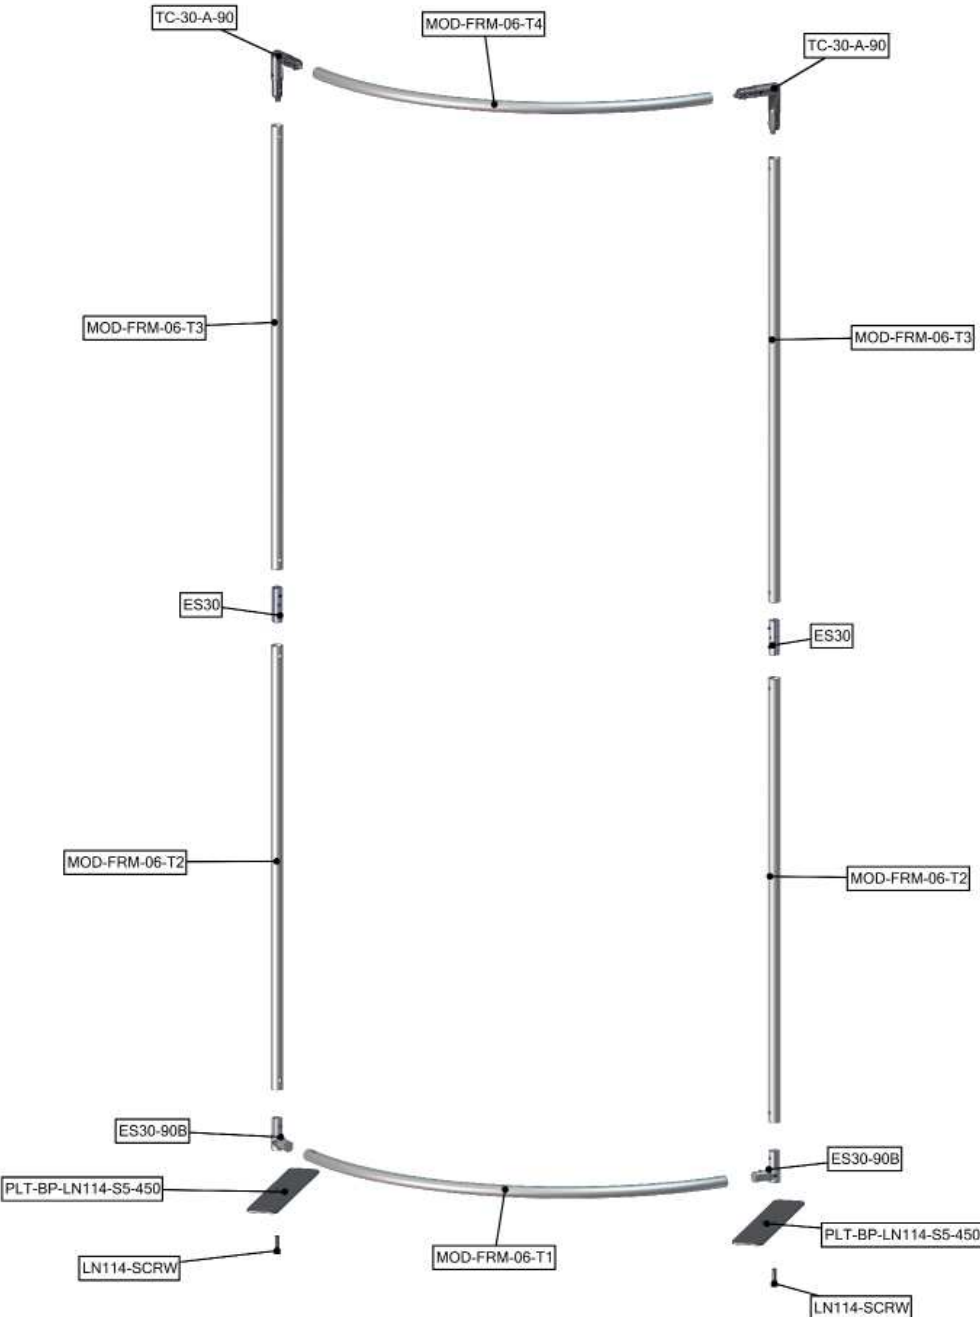 TC-30-A-90
MOD-FRM-06-T4
TC-30-A-90
MOD-FRM-06-T3
MOD-FRM-06-T3
ES30
ES30
MOD-FRM-06-T2
MOD-FRM-06-T2
ES30-90B
ES30-90B
PLT-BP-LN114-S5-450
PLT-BP-LN114-S5-450
MOD-FRM-06-T1
LN114-SCRW
LN114-SCRW